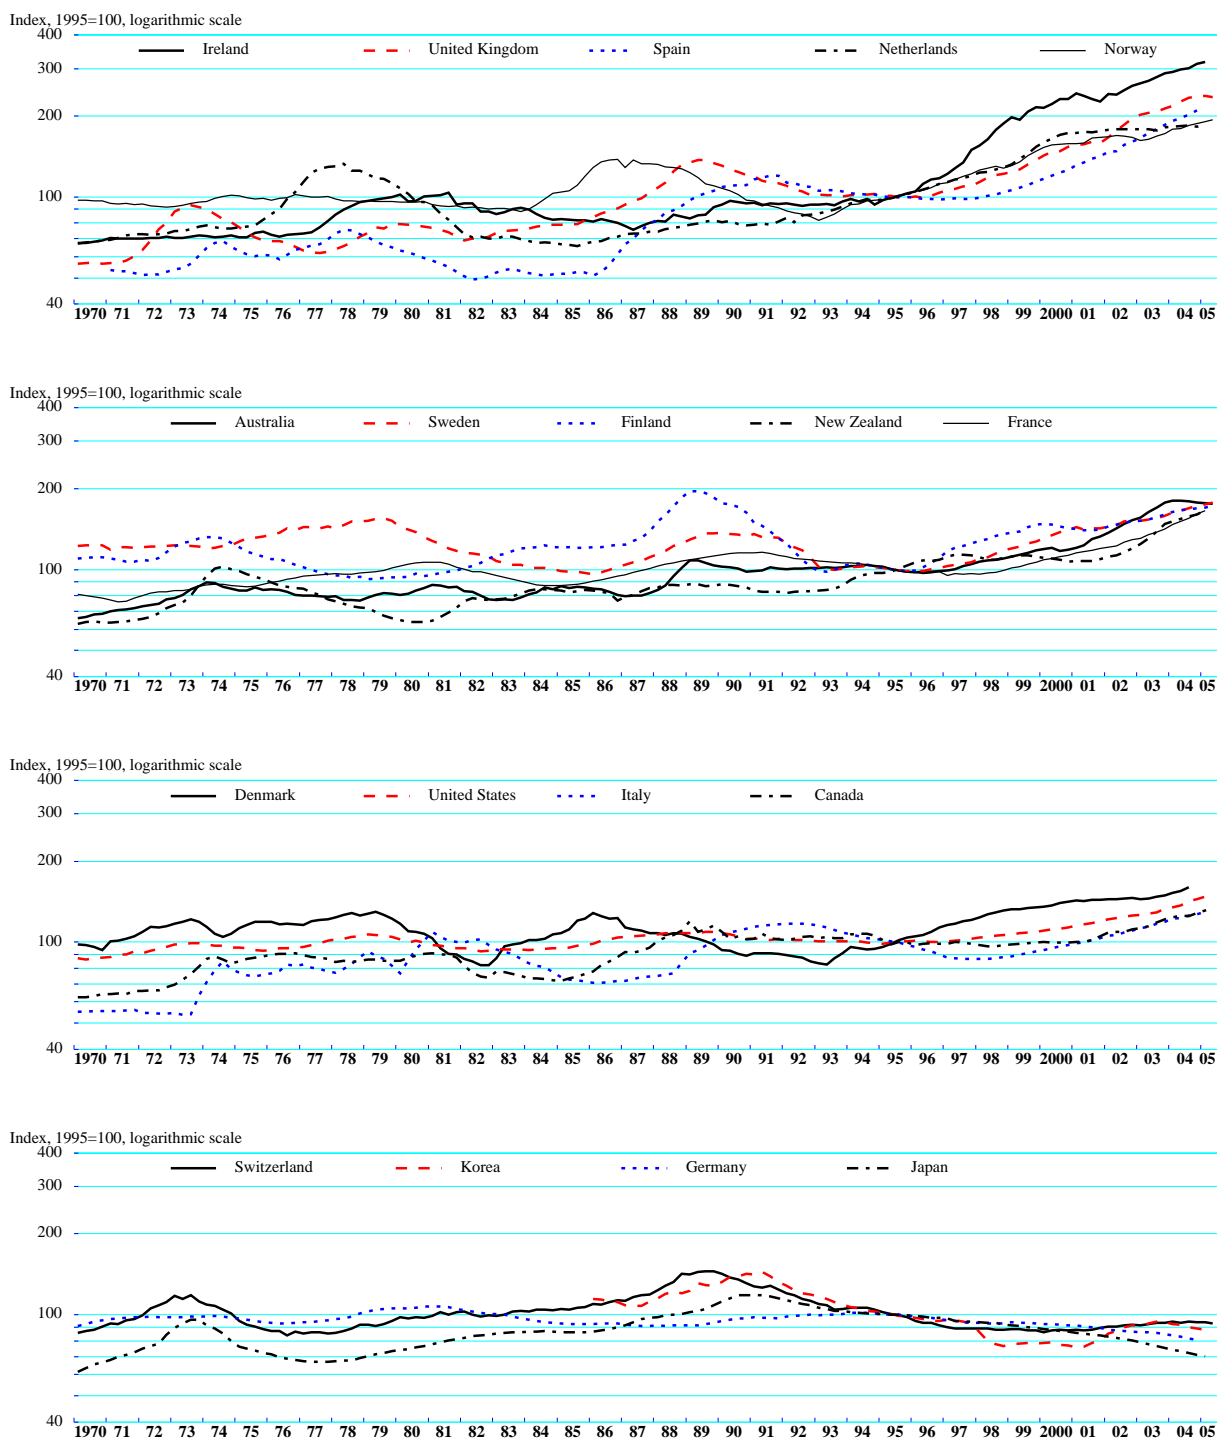 Index, 1995=100, logarithmic scale
400
Ireland United Kingdom Spain Netherlands Norway
300
200
100
40
1970 71 72 73 74 75 76 77 78 79 80 81 82 83 84 85 86 87 88 89 90 91 92 93 94 95 96 97 98 99 2000 01 02 03 04 05
Index, 1995=100, logarithmic scale
400
Australia Sweden Finland New Zealand France
300
200
100
40
1970 71 72 73 74 75 76 77 78 79 80 81 82 83 84 85 86 87 88 89 90 91 92 93 94 95 96 97 98 99 2000 01 02 03 04 05
Index, 1995=100, logarithmic scale
400
Denmark United States Italy Canada
300
200
100
40
1970 71 72 73 74 75 76 77 78 79 80 81 82 83 84 85 86 87 88 89 90 91 92 93 94 95 96 97 98 99 2000 01 02 03 04 05
Index, 1995=100, logarithmic scale
400
Switzerland Korea Germany Japan
300
200
100
40
1970 71 72 73 74 75 76 77 78 79 80 81 82 83 84 85 86 87 88 89 90 91 92 93 94 95 96 97 98 99 2000 01 02 03 04 05